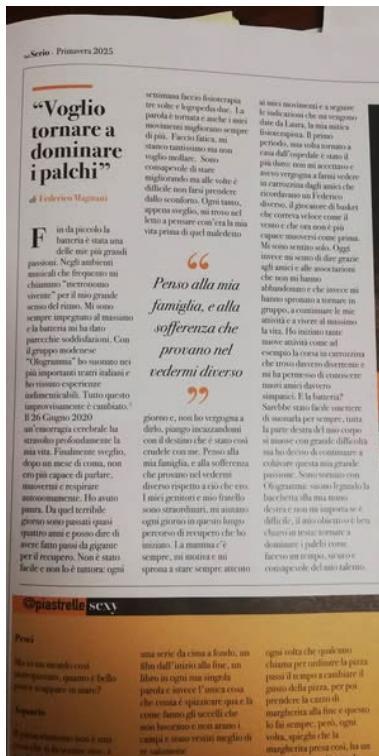 Serio - Primavera 2025
“Voglio
tornare a
dominare
i palchi”
di Federico Magnani
Fin da piccolo la
batteria è stata una
delle mie più grandi
passioni. Negli ambienti
musicali che frequento mi
chiamano “metronomo
vivente” per il mio grande
senso del ritmo. Mi sono
sempre impegnato al massimo
e la batteria mi ha dato
parecchie soddisfazioni. Con
il gruppo modenese
“Ologramma” ho suonato nei
più importanti teatri italiani e
ho vissuto esperienze
indimenticabili. Tutto questo
improvvisamente è cambiato.
Il 26 Giugno 2020
un'emorragia cerebrale ha
stravolto profondamente la
mia vita. Finalmente sveglio,
dopo un mese di coma, non
ero più capace di parlare,
muovermi e respirare
autonomamente. Ho avuto
paura. Da quel terribile
giorno sono passati quasi
quattro anni e posso dire di
avere fatto passi da gigante
per il recupero. Non è stato
facile e non lo è tuttora: ogni
settimana faccio fisioterapia
tre volte e logopedia due. La
parola è tornata e anche i miei
movimenti migliorano sempre
di più. Faccio fatica, mi
stanco tantissimo ma non
voglio mollare. Sono
consapevole di stare
migliorando ma alle volte è
difficile non farsi prendere
dallo sconforto. Ogni tanto,
appena sveglio, mi trovo nel
letto a pensare com'era la mia
vita prima di quel maledetto
“
Penso alla mia
famiglia, e alla
sofferenza che
provano nel
vedermi diverso
”
giorno e, non ho vergogna a
dirlo, piango incazzandomi
con il destino che è stato così
crudele con me. Penso alla
mia famiglia, e alla sofferenza
che provano nel vedermi
diverso rispetto a ciò che ero.
I miei genitori e mio fratello
sono straordinari, mi aiutano
ogni giorno in questo lungo
percorso di recupero che ho
iniziato. La mamma c'è
sempre, mi motiva e mi
sprona a stare sempre attento
ai miei movimenti e a seguire
le indicazioni che mi vengono
date da Laura, la mia mitica
fisioterapista. Il primo
periodo, una volta tornato a
casa dall'ospedale è stato il
più duro: non mi accettavo e
avevo vergogna a farmi vedere
in carrozzina dagli amici che
ricordavano un Federico
diverso, il giocatore di basket
che correva veloce come il
vento e che ora non è più
capace muoversi come prima.
Mi sono sentito solo. Oggi
invece mi sento di dire grazie
agli amici e alle associazioni
che non mi hanno
abbandonato e che invece mi
hanno spronato a tornare in
gruppo, a continuare le mie
attività e a vivere al massimo
la vita. Ho iniziato tante
nuove attività come ad
esempio la corsa in carrozzina
che trovo davvero divertente e
mi ha permesso di conoscere
nuovi amici davvero
simpatici. E la batteria?
Sarebbe stato facile smettere
di suonarla per sempre, tutta
la parte destra del mio corpo
si muove con grande difficoltà
ma ho deciso di continuare a
coltivare questa mia grande
passione. Sono tornato con
Ologramma: suono legando la
bacchetta alla mia mano
destra e non mi importa se è
difficile, il mio obiettivo è ben
chiaro in testa: tornare a
dominare i palchi come
facevo un tempo, sicuro e
consapevole del mio talento.
@piastrelle sexy
Pesci
Ma in un mondo così
quanto è bello
poter scappare in mare?
Aquario
una serie da cima a fondo, un
film dall'inizio alla fine, un
libro in ogni sua singola
parola e invece l'unica cosa
che conta è spizzicare qua e là
come fanno gli uccelli che
non lavorano e non arano i
campi e sono vestiti meglio di
re salomone
ogni volta che qualcuno
chiama per ordinare la pizza
passi il tempo a cambiare il
gusto della pizza, per poi
prendere la cazzo di
margherita alla fine e questo
lo fai sempre, però, ogni
volta, spieghi che la
margherita presa così, ha un